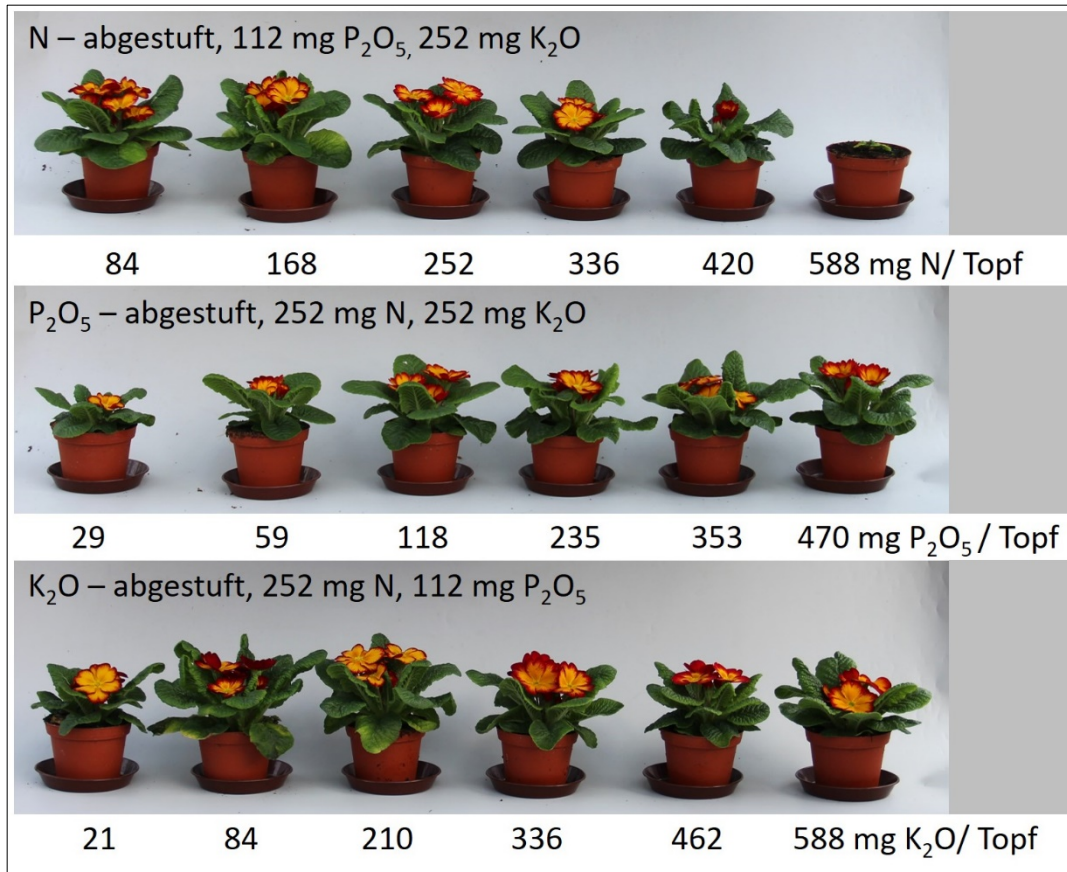 N – abgestuft, 112 mg P₂O₅, 252 mg K₂O
84 168 252 336 420 588 mg N/ Topf
P₂O₅ – abgestuft, 252 mg N, 252 mg K₂O
29 59 118 235 353 470 mg P₂O₅ / Topf
K₂O – abgestuft, 252 mg N, 112 mg P₂O₅
21 84 210 336 462 588 mg K₂O/ Topf